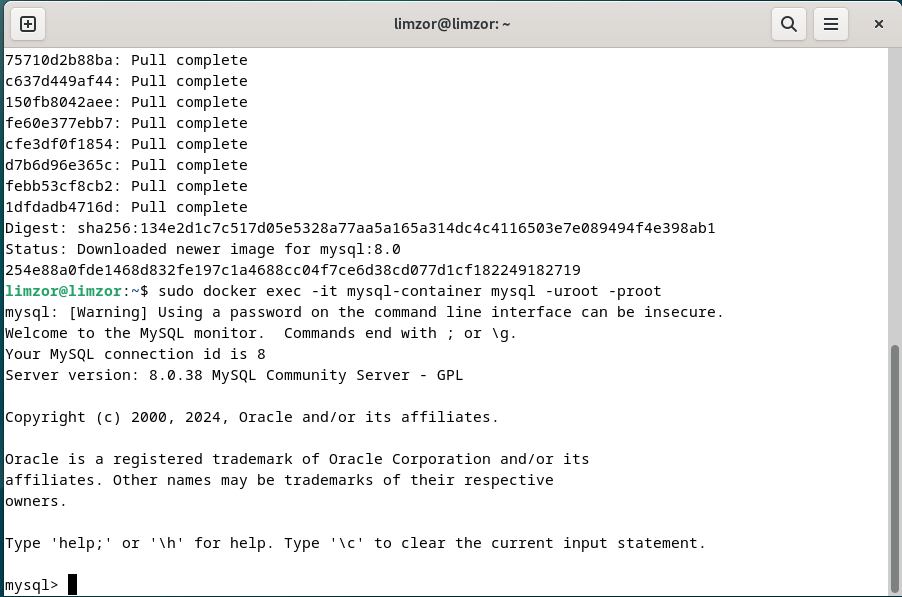 limzor@limzor: ~
75710d2b88ba: Pull complete
c637d449af44: Pull complete
150fb8042aee: Pull complete
fe60e377ebb7: Pull complete
cfe3df0f1854: Pull complete
d7b6d96e365c: Pull complete
febb53cf8cb2: Pull complete
1dfdadb4716d: Pull complete
Digest: sha256:134e2d1c7c517d05e5328a77aa5a165a314dc4c4116503e7e089494f4e398ab1
Status: Downloaded newer image for mysql:8.0
254e88a0fde1468d832fe197c1a4688cc04f7ce6d38cd077d1cf182249182719
limzor@limzor:~$ sudo docker exec -it mysql-container mysql -uroot -proot
mysql: [Warning] Using a password on the command line interface can be insecure.
Welcome to the MySQL monitor.  Commands end with ; or \g.
Your MySQL connection id is 8
Server version: 8.0.38 MySQL Community Server - GPL

Copyright (c) 2000, 2024, Oracle and/or its affiliates.

Oracle is a registered trademark of Oracle Corporation and/or its
affiliates. Other names may be trademarks of their respective
owners.

Type 'help;' or '\h' for help. Type '\c' to clear the current input statement.

mysql>